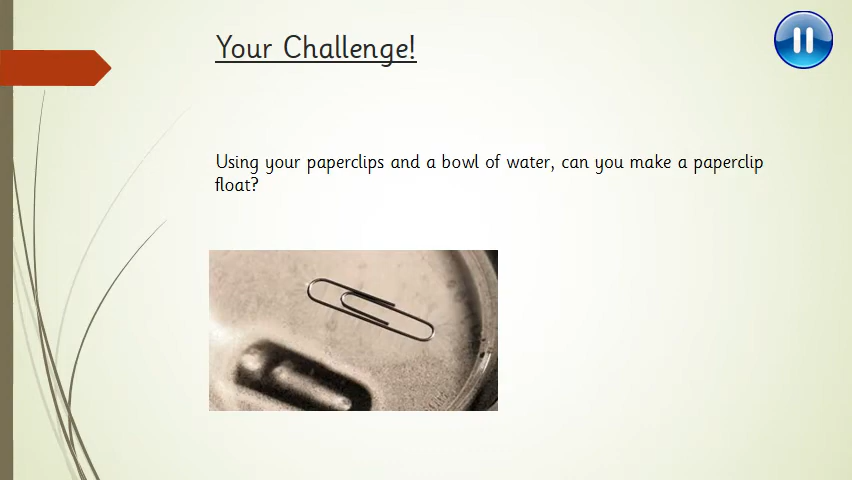 Your Challenge!
Using your paperclips and a bowl of water, can you make a paperclip
float?